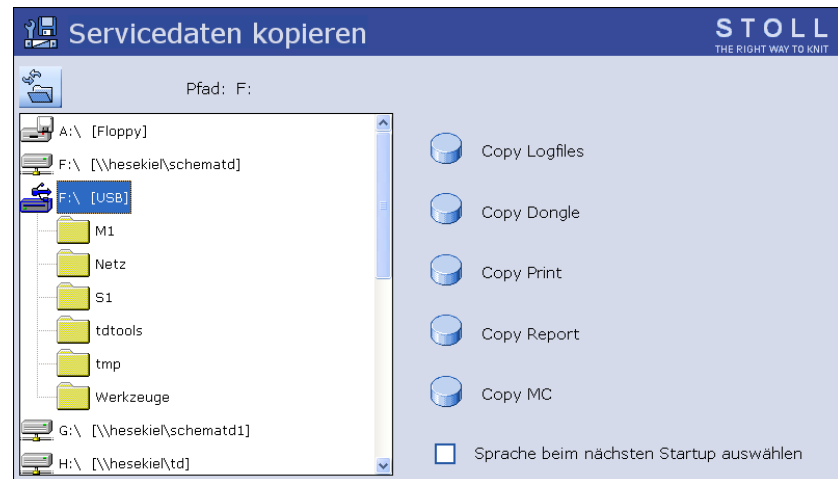 Servicedaten kopieren
STOLL
THE RIGHT WAY TO KNIT
Pfad: F:
A:\ [Floppy]
F:\ [\\hesekiel\schematd]
F:\ [USB]
M1
Netz
S1
tdtools
tmp
Werkzeuge
G:\ [\\hesekiel\schematd1]
H:\ [\\hesekiel\td]
Copy Logfiles
Copy Dongle
Copy Print
Copy Report
Copy MC
Sprache beim nächsten Startup auswählen